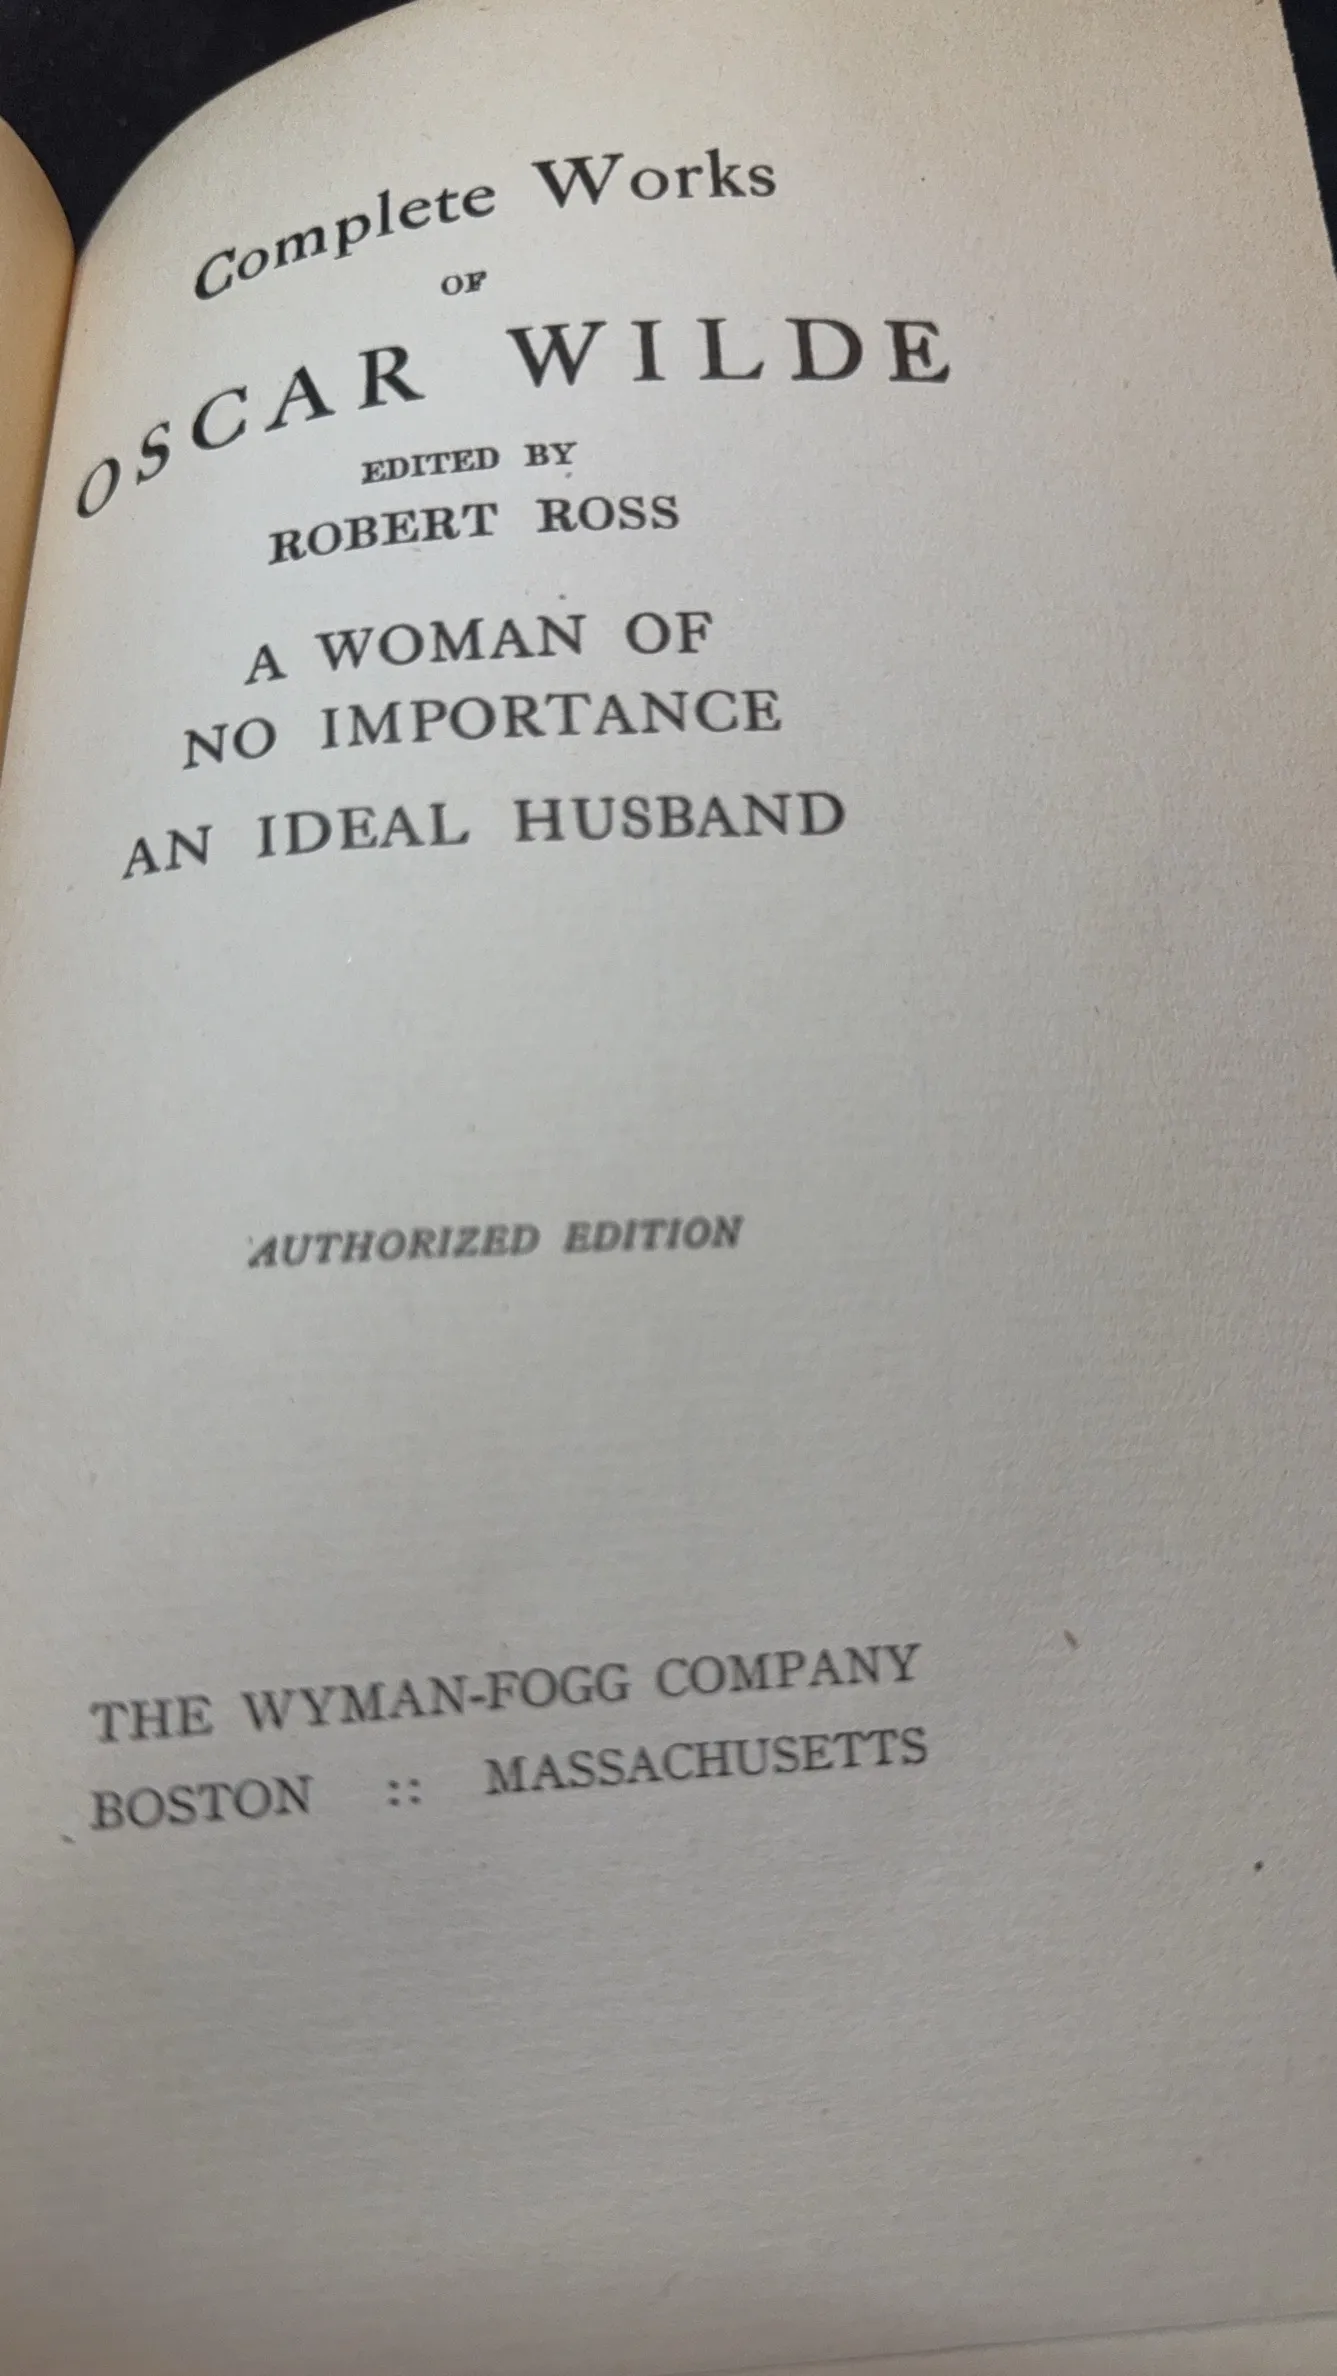 Complete Works
OF
OSCAR WILDE
EDITED BY
ROBERT ROSS
A WOMAN OF
NO IMPORTANCE
AN IDEAL HUSBAND
AUTHORIZED EDITION
THE WYMAN-FOGG COMPANY
BOSTON :: MASSACHUSETTS